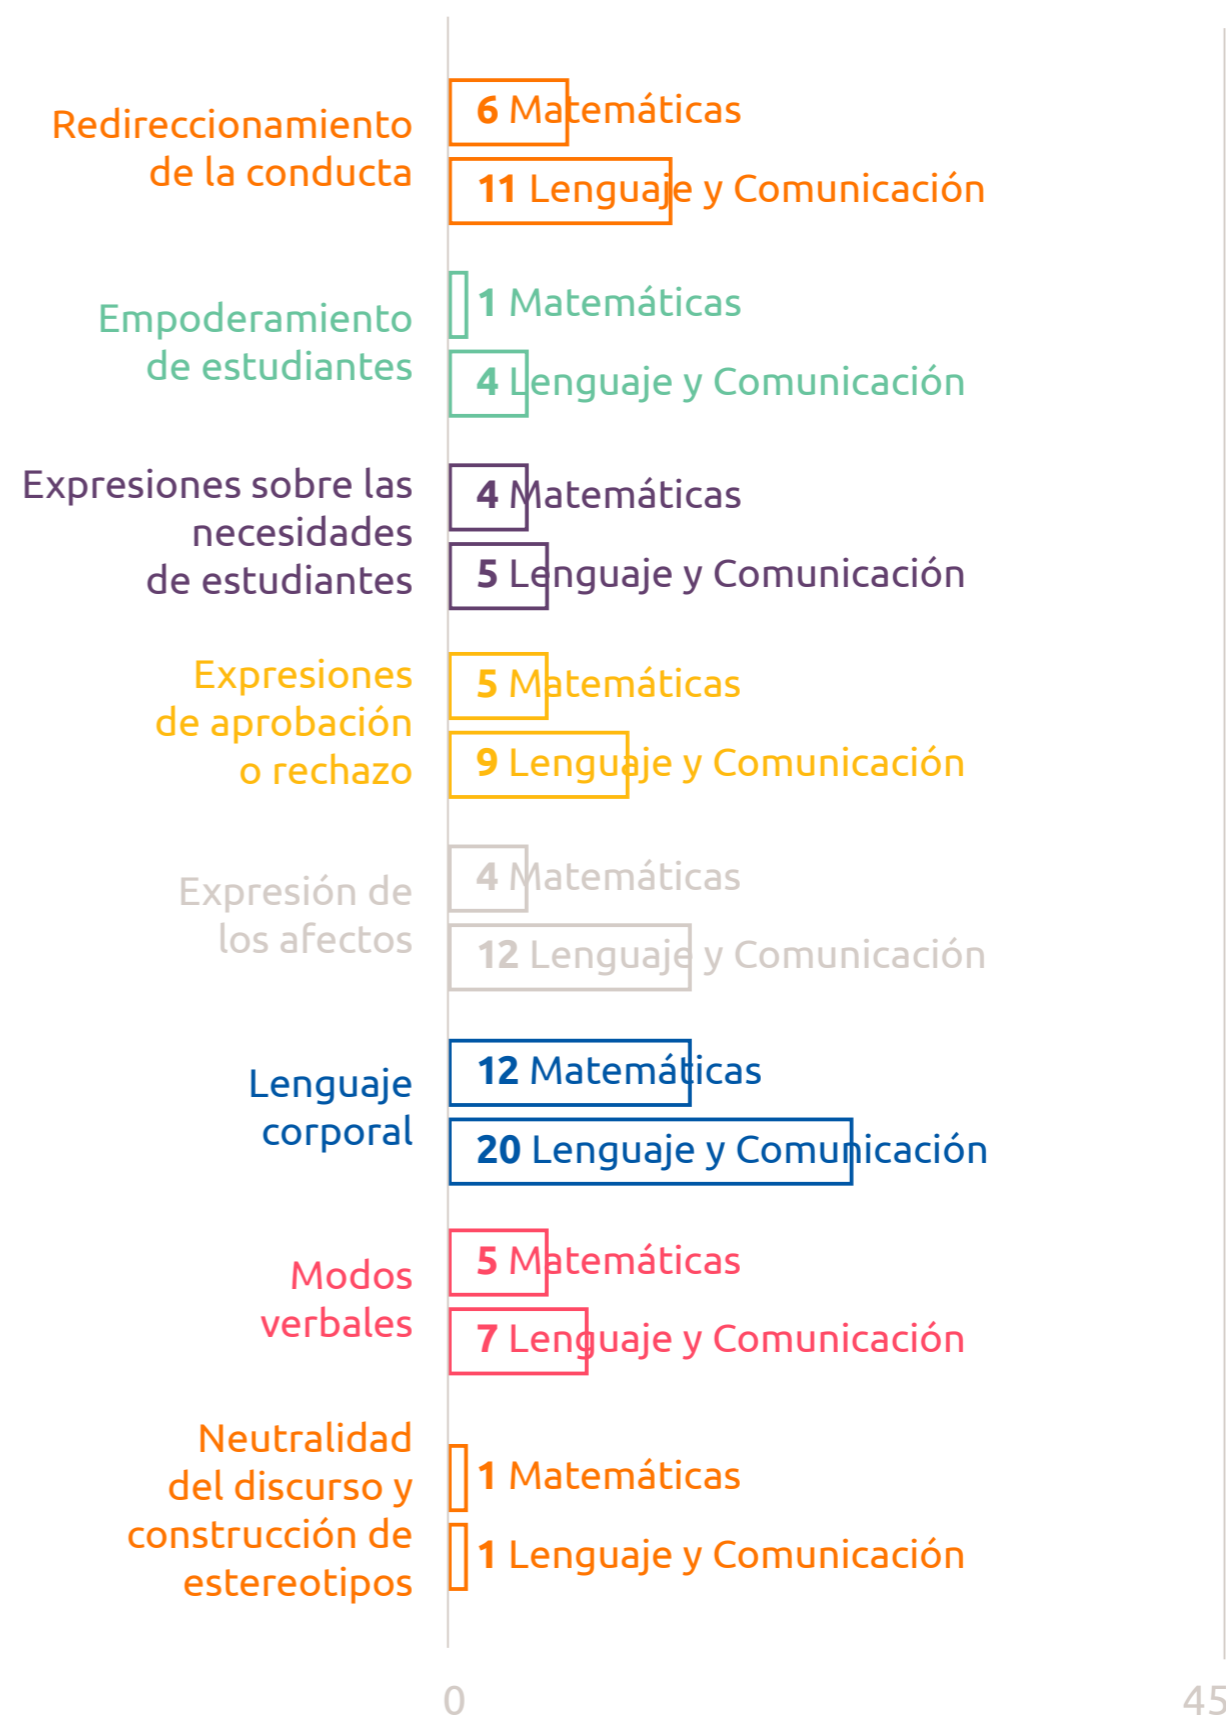 Redireccionamiento
de la conducta
6 Matemáticas
11 Lenguaje y Comunicación
Empoderamiento
de estudiantes
1 Matemáticas
4 Lenguaje y Comunicación
Expresiones sobre las
necesidades
de estudiantes
4 Matemáticas
5 Lenguaje y Comunicación
Expresiones
de aprobación
o rechazo
5 Matemáticas
9 Lenguaje y Comunicación
Expresión de
los afectos
4 Matemáticas
12 Lenguaje y Comunicación
Lenguaje
corporal
12 Matemáticas
20 Lenguaje y Comunicación
Modos
verbales
5 Matemáticas
7 Lenguaje y Comunicación
Neutralidad
del discurso y
construcción de
estereotipos
1 Matemáticas
1 Lenguaje y Comunicación
0
45